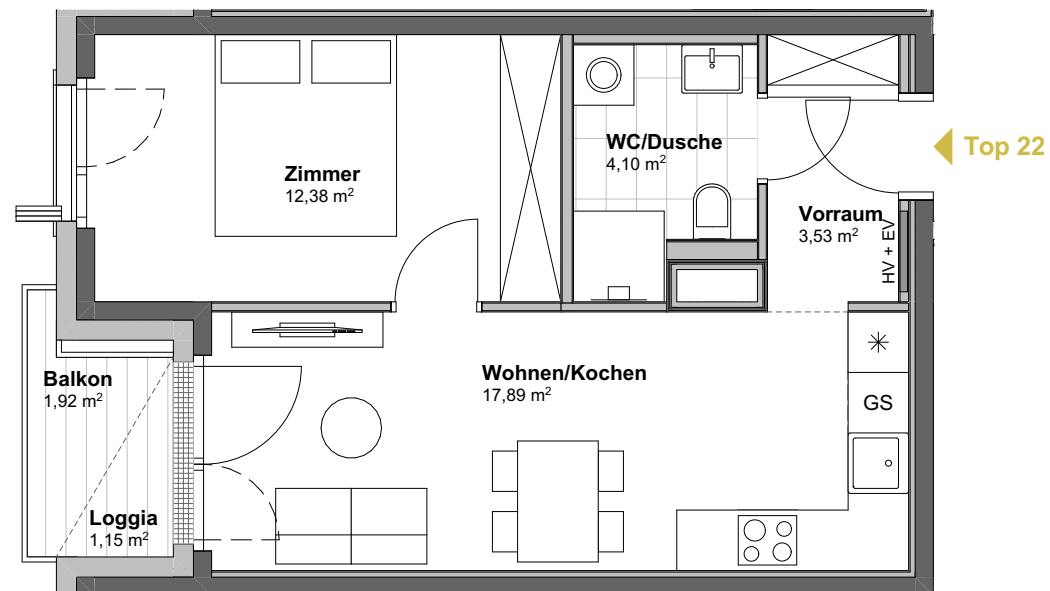 WC/Dusche
4,10 m²
Top 22
Zimmer
12,38 m²
Vorraum
3,53 m²
HV + EV
Wohnen/Kochen
17,89 m²
Balkon
1,92 m²
GS
Loggia
1,15 m²